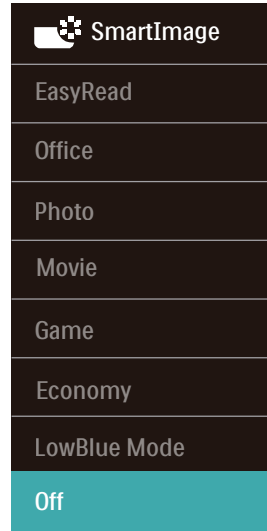 SmartImage
EasyRead
Office
Photo
Movie
Game
Economy
LowBlue Mode
Off